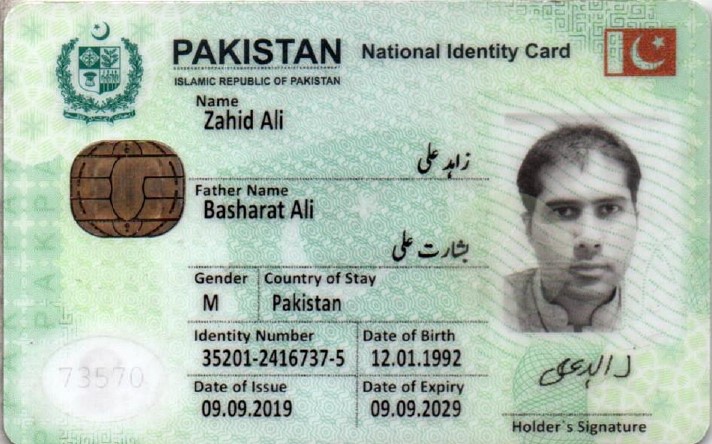 PAKISTAN National Identity Card
ISLAMIC REPUBLIC OF PAKISTAN
Name
Zahid Ali
زاہد علی
Father Name
Basharat Ali
بشارت علی
Gender Country of Stay
M Pakistan
Identity Number Date of Birth
35201-2416737-5 12.01.1992
Date of Issue Date of Expiry
09.09.2019 09.09.2029
73570
Holder`s Signature